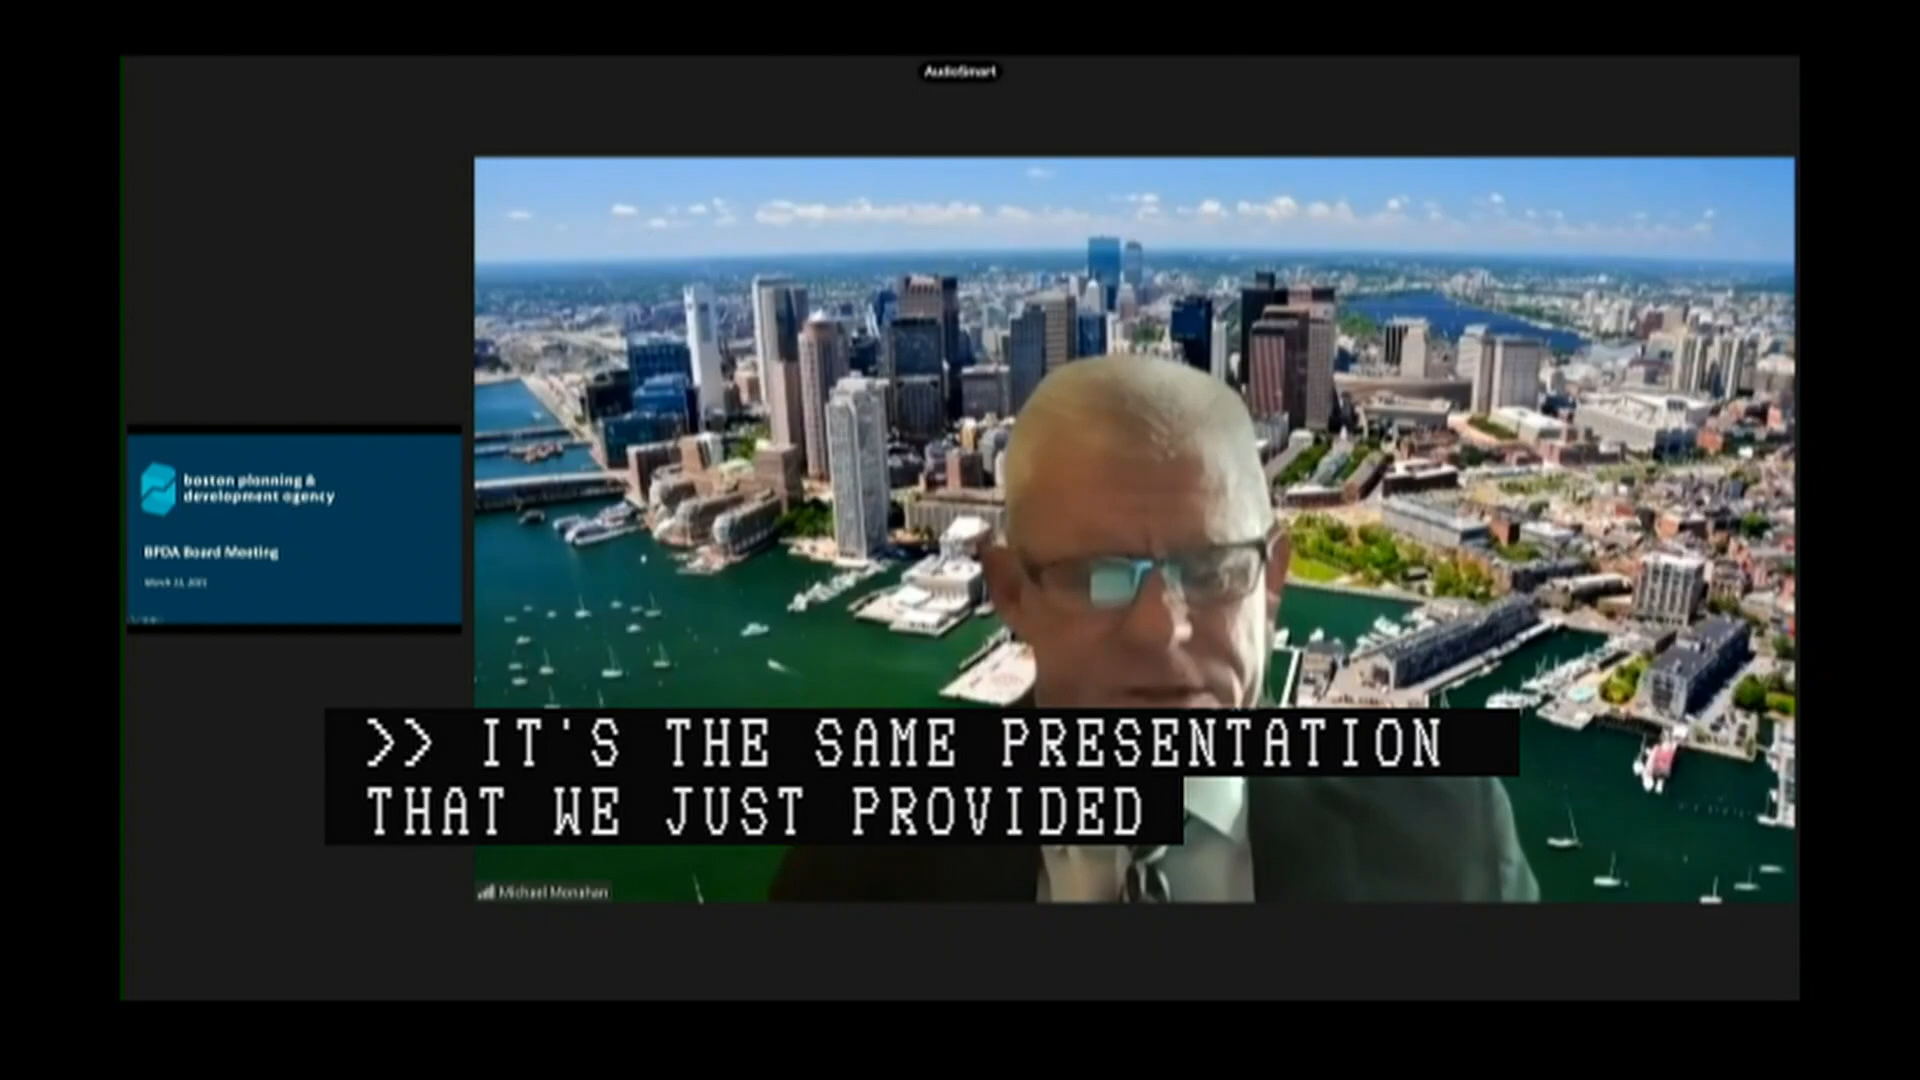 AudioSmart
boston planning &
development agency
BPDA Board Meeting
>> IT'S THE SAME PRESENTATION
THAT WE JUST PROVIDED
Michael Monahan